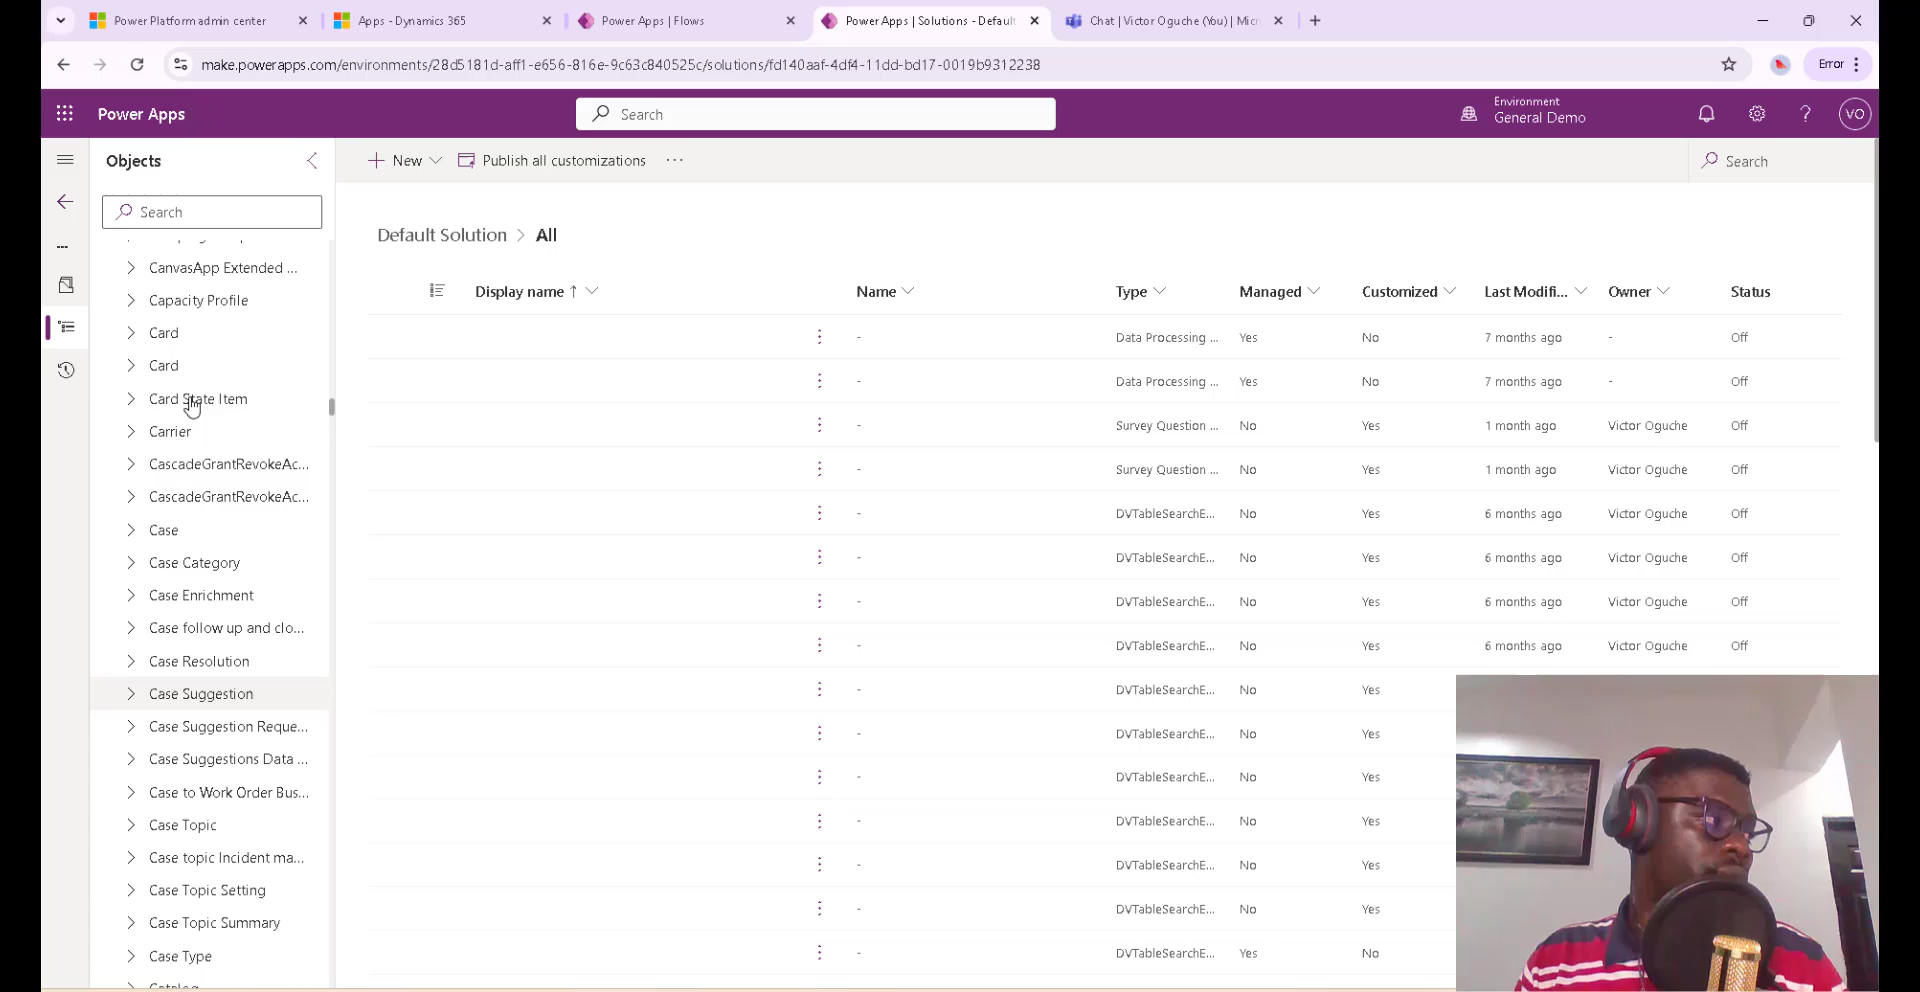 Power Platform admin center
Apps - Dynamics 365
Power Apps | Flows
Power Apps | Solutions - Default
Chat | Victor Oguche (You) | Micr
make.powerapps.com/environments/28d5181d-aff1-e656-816e-9c63c840525c/solutions/fd140aaf-4df4-11dd-bd17-0019b9312238
Error
Power Apps
Search
Environment
General Demo
VO
Objects
New
Publish all customizations
Search
Search
Default Solution > All
CanvasApp Extended ...
Capacity Profile
Card
Card
Card State Item
Carrier
CascadeGrantRevokeAc...
CascadeGrantRevokeAc...
Case
Case Category
Case Enrichment
Case follow up and clo...
Case Resolution
Case Suggestion
Case Suggestion Reque...
Case Suggestions Data ...
Case to Work Order Bus...
Case Topic
Case topic Incident ma...
Case Topic Setting
Case Topic Summary
Case Type
Catalog
Display name ↑ Name Type Managed Customized Last Modifi... Owner Status
- Data Processing ... Yes No 7 months ago - Off
- Data Processing ... Yes No 7 months ago - Off
- Survey Question ... No Yes 1 month ago Victor Oguche Off
- Survey Question ... No Yes 1 month ago Victor Oguche Off
- DVTableSearchE... No Yes 6 months ago Victor Oguche Off
- DVTableSearchE... No Yes 6 months ago Victor Oguche Off
- DVTableSearchE... No Yes 6 months ago Victor Oguche Off
- DVTableSearchE... No Yes 6 months ago Victor Oguche Off
- DVTableSearchE... No Yes
- DVTableSearchE... No Yes
- DVTableSearchE... No Yes
- DVTableSearchE... No Yes
- DVTableSearchE... No Yes
- DVTableSearchE... No Yes
- DVTableSearchE... Yes No